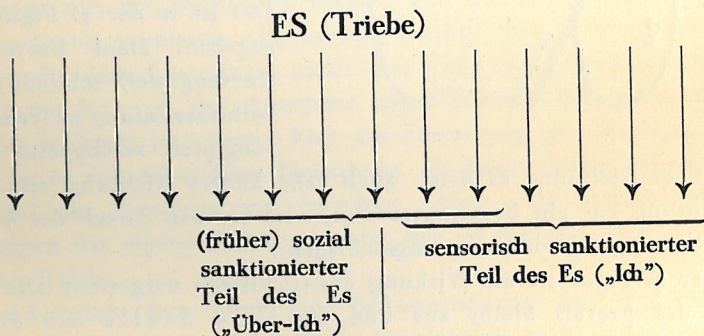 ES (Triebe)
(früher) sozial
sanktionierter
Teil des Es
(„Über-Ich”)
sensorisch sanktionierter
Teil des Es („Ich”)